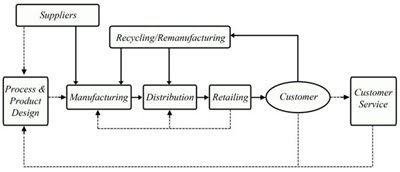 Suppliers
Recycling/Remanufacturing
Process &
Product
Design
Manufacturing
Distribution
Retailing
Customer
Customer
Service